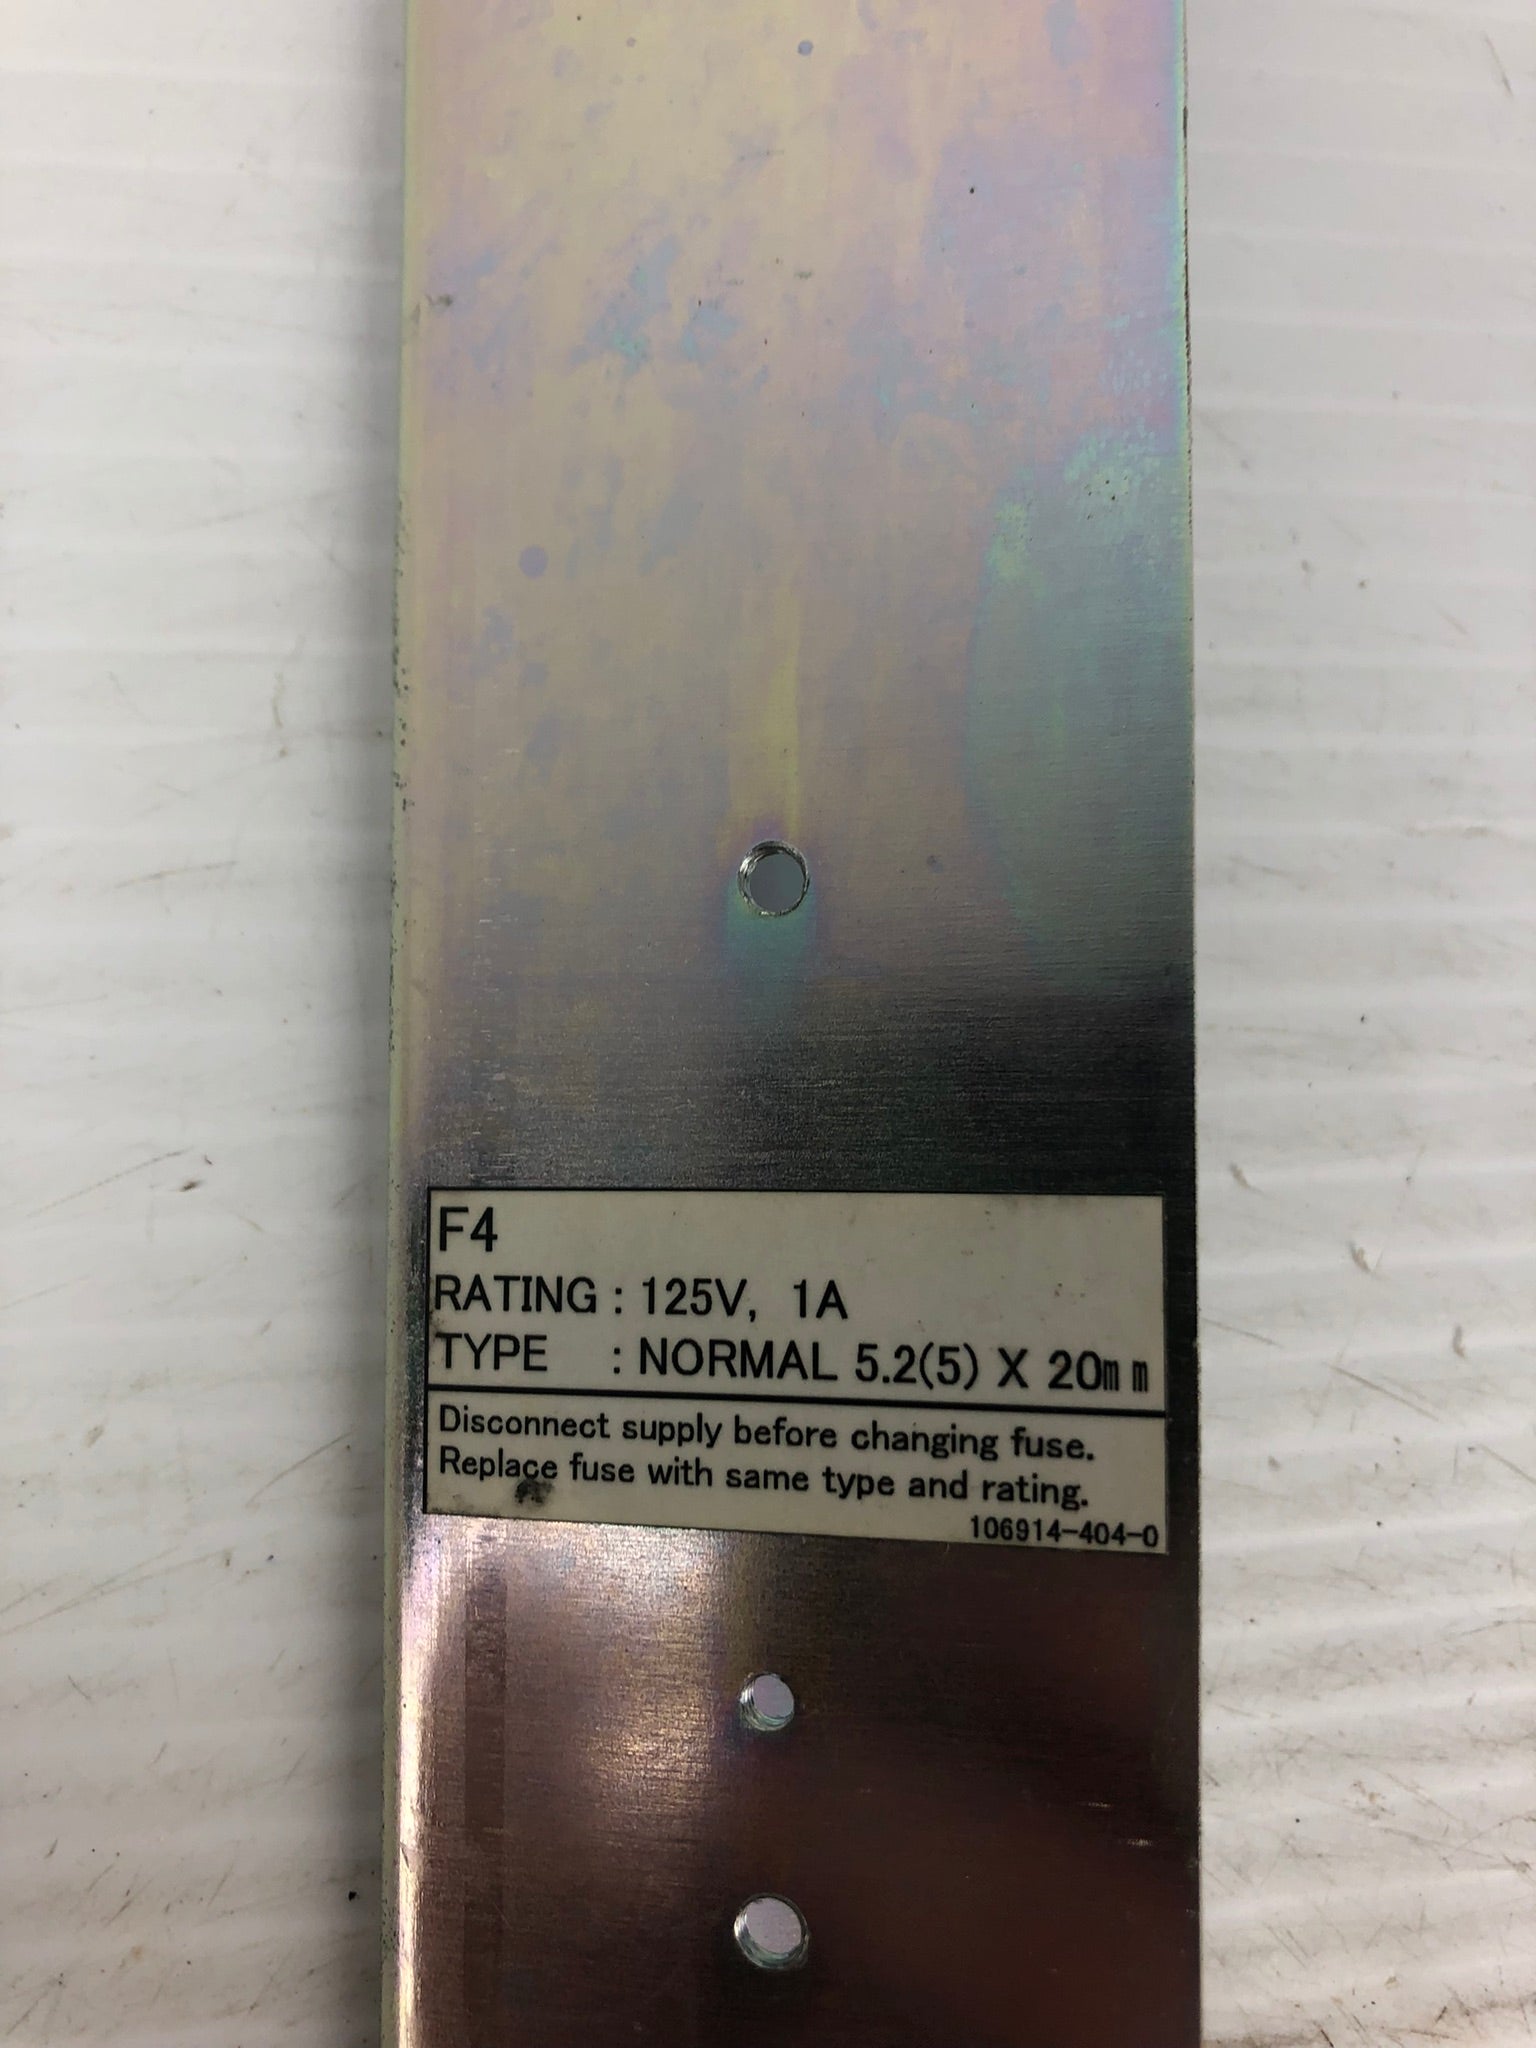 F4
RATING : 125V, 1A
TYPE : NORMAL 5.2(5) X 20㎜
Disconnect supply before changing fuse.
Replace fuse with same type and rating.
106914-404-0